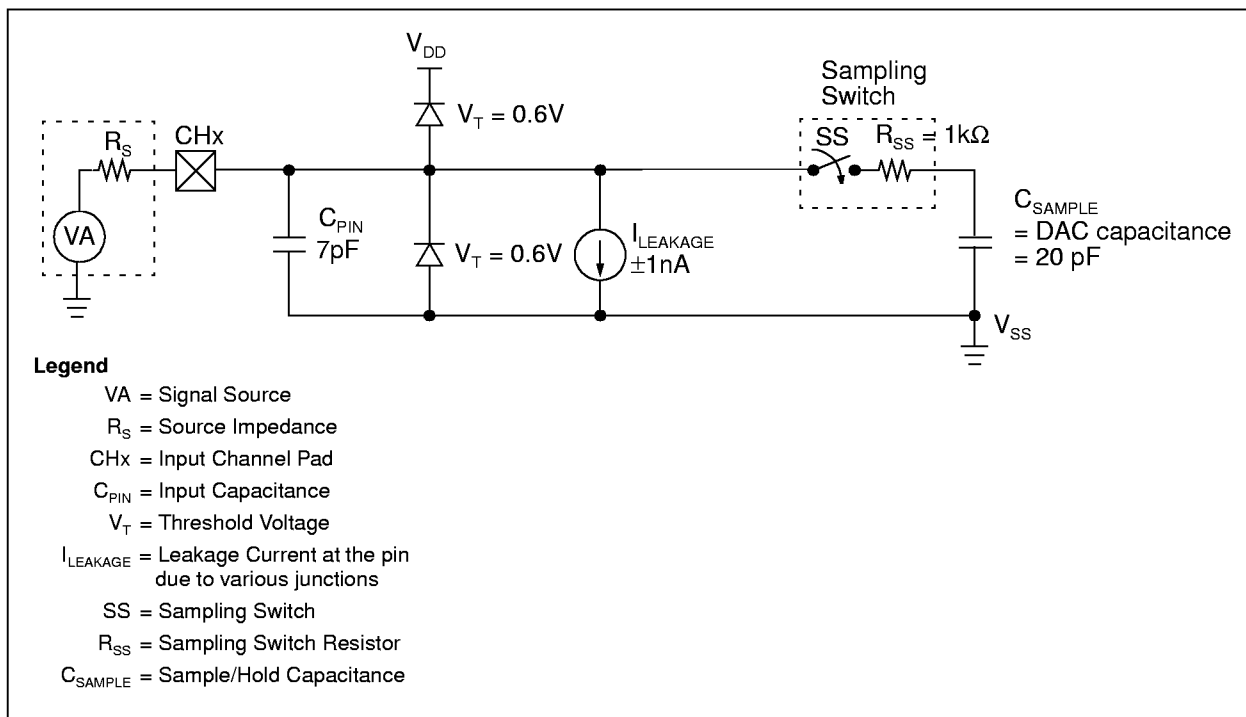 V_DD
Sampling
Switch
R_S
CHx
V_T = 0.6V
SS
R_SS = 1kΩ
VA
C_PIN
7pF
V_T = 0.6V
I_LEAKAGE
±1nA
C_SAMPLE
= DAC capacitance
= 20 pF
V_SS
Legend
VA = Signal Source
R_S = Source Impedance
CHx = Input Channel Pad
C_PIN = Input Capacitance
V_T = Threshold Voltage
I_LEAKAGE = Leakage Current at the pin
due to various junctions
SS = Sampling Switch
R_SS = Sampling Switch Resistor
C_SAMPLE = Sample/Hold Capacitance